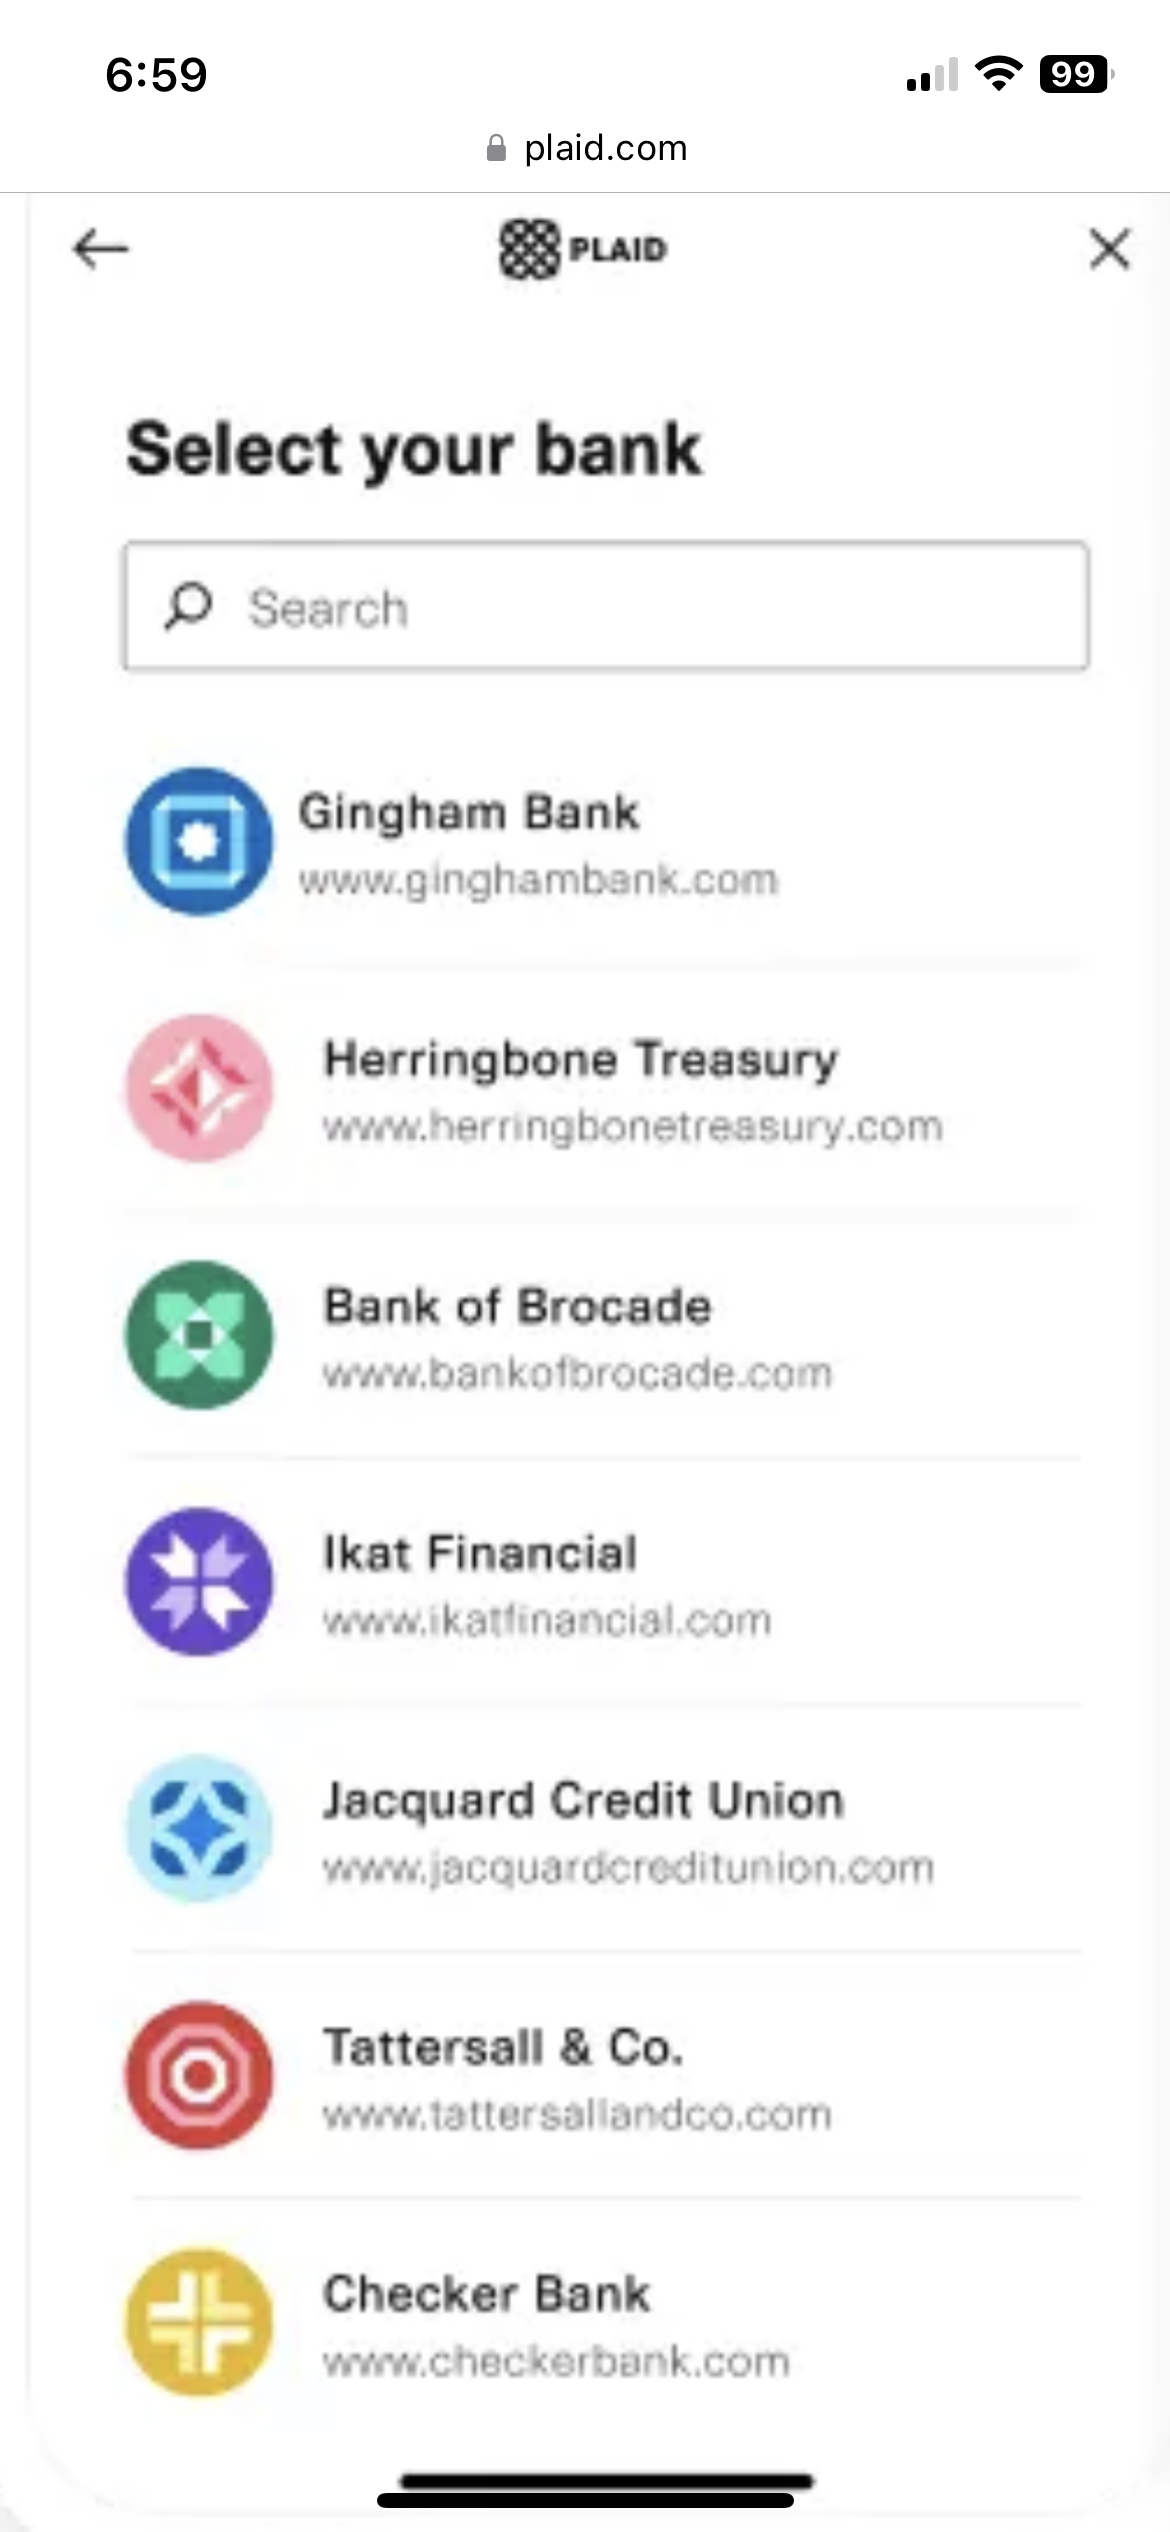 6:59
99
plaid.com
PLAID
Select your bank
Search
Gingham Bank
www.ginghambank.com
Herringbone Treasury
www.herringbonetreasury.com
Bank of Brocade
www.bankofbrocade.com
Ikat Financial
www.ikatfinancial.com
Jacquard Credit Union
www.jacquardcreditunion.com
Tattersall & Co.
www.tattersallandco.com
Checker Bank
www.checkerbank.com